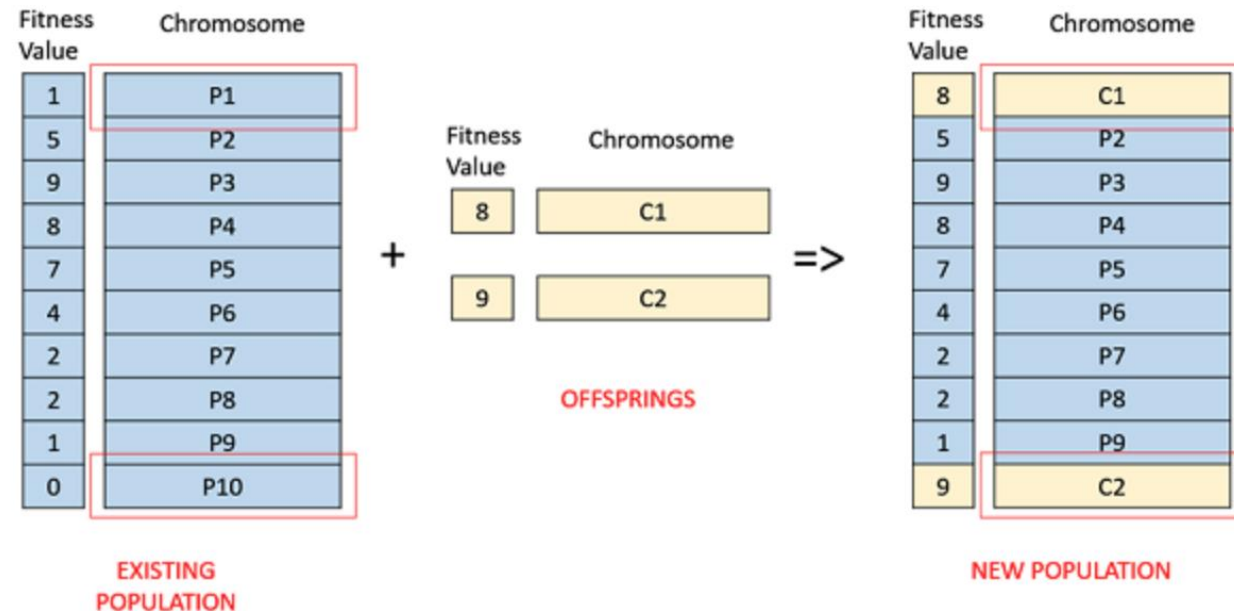 Fitness
Value
Chromosome
1 P1
5 P2
9 P3
8 P4
7 P5
4 P6
2 P7
2 P8
1 P9
0 P10
EXISTING
POPULATION
+
Fitness
Value
Chromosome
8 C1
9 C2
OFFSPRINGS
=>
Fitness
Value
Chromosome
8 C1
5 P2
9 P3
8 P4
7 P5
4 P6
2 P7
2 P8
1 P9
9 C2
NEW POPULATION